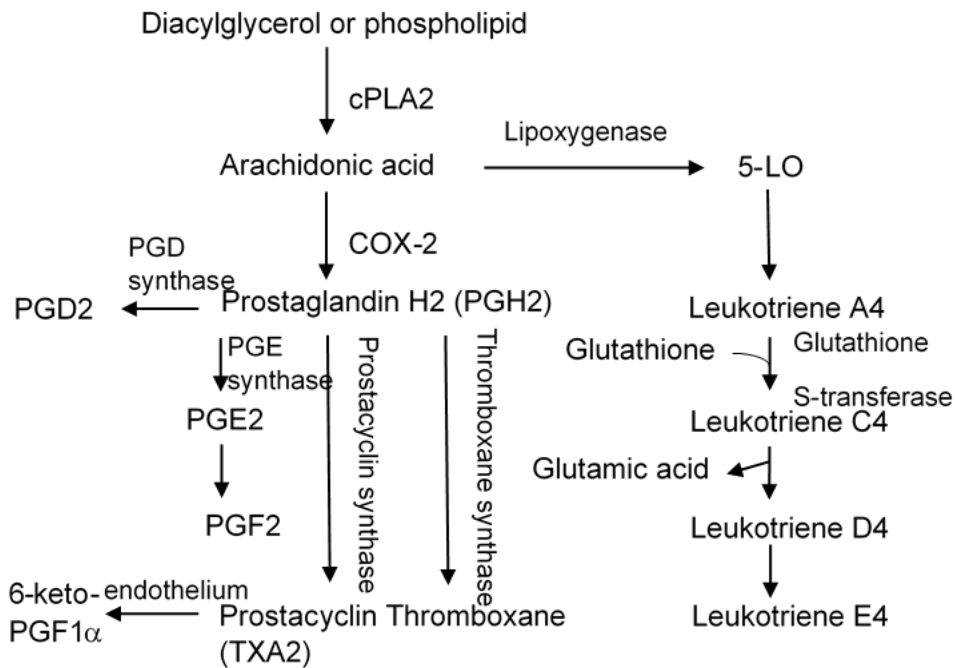 Diacylglycerol or phospholipid
cPLA2
Lipoxygenase
Arachidonic acid
5-LO
COX-2
PGD
synthase
Prostaglandin H2 (PGH2)
PGD2
Leukotriene A4
PGE
synthase
Prostacyclin synthase
Thromboxane synthase
Glutathione
Glutathione
S-transferase
PGE2
Leukotriene C4
Glutamic acid
PGF2
Leukotriene D4
6-keto-
PGF1α
endothelium
Prostacyclin Thromboxane
(TXA2)
Leukotriene E4